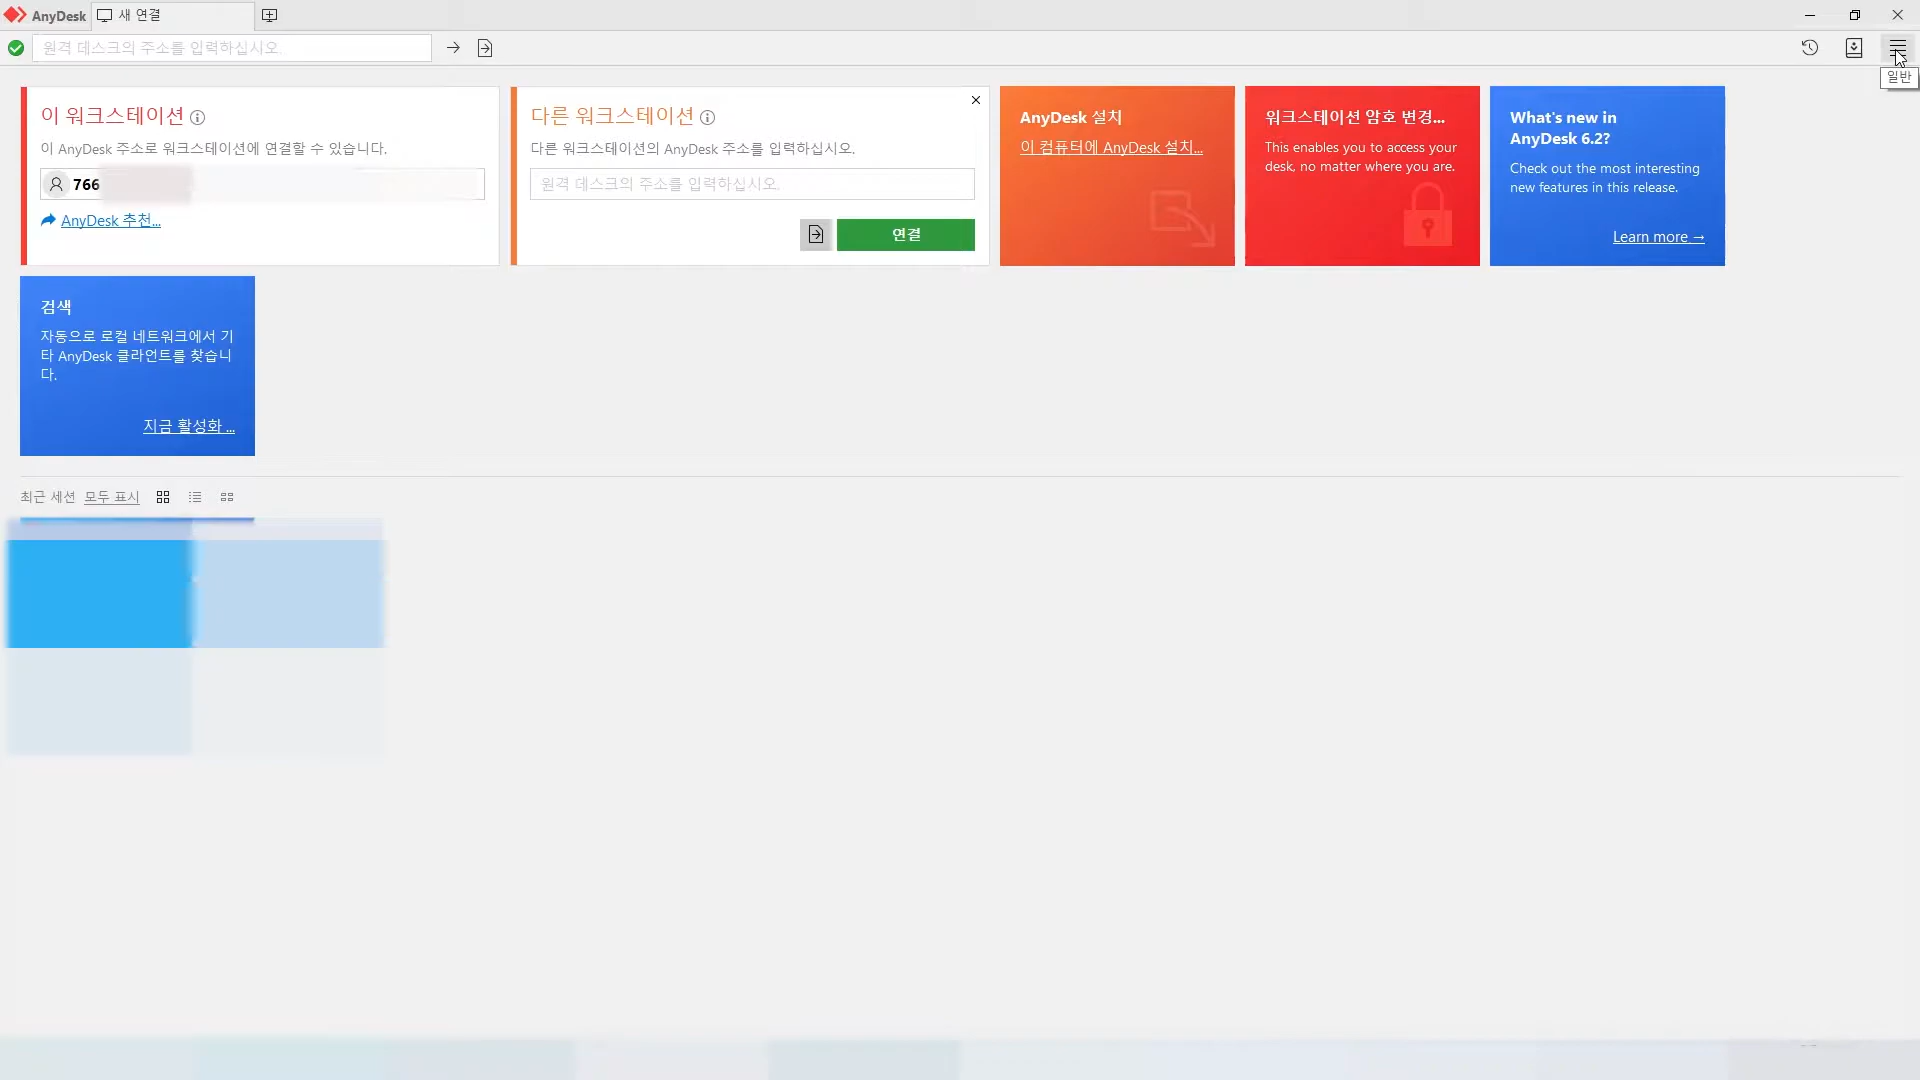 AnyDesk
새 연결
원격 데스크의 주소를 입력하십시오.
일반
이 워크스테이션
이 AnyDesk 주소로 워크스테이션에 연결할 수 있습니다.
766
AnyDesk 추천...
다른 워크스테이션
다른 워크스테이션의 AnyDesk 주소를 입력하십시오.
원격 데스크의 주소를 입력하십시오.
연결
AnyDesk 설치
이 컴퓨터에 AnyDesk 설치...
워크스테이션 암호 변경...
This enables you to access your
desk, no matter where you are.
What's new in
AnyDesk 6.2?
Check out the most interesting
new features in this release.
Learn more →
검색
자동으로 로컬 네트워크에서 기
타 AnyDesk 클라언트를 찾습니
다.
지금 활성화 ...
최근 세션 모두 표시